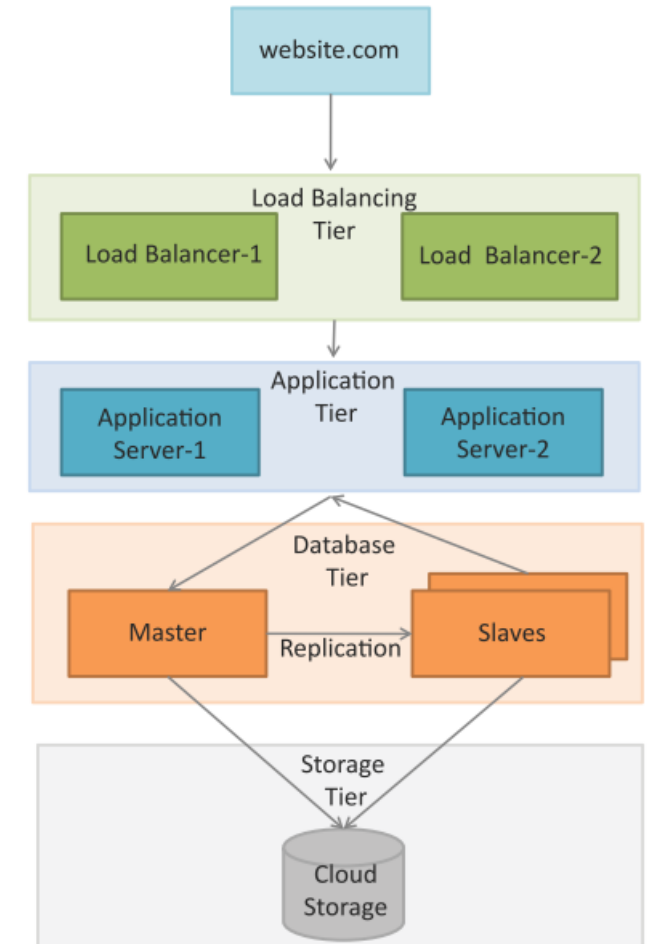 website.com
Load Balancing
Tier
Load Balancer-1
Load Balancer-2
Application
Tier
Application
Server-1
Application
Server-2
Database
Tier
Master
Replication
Slaves
Storage
Tier
Cloud
Storage